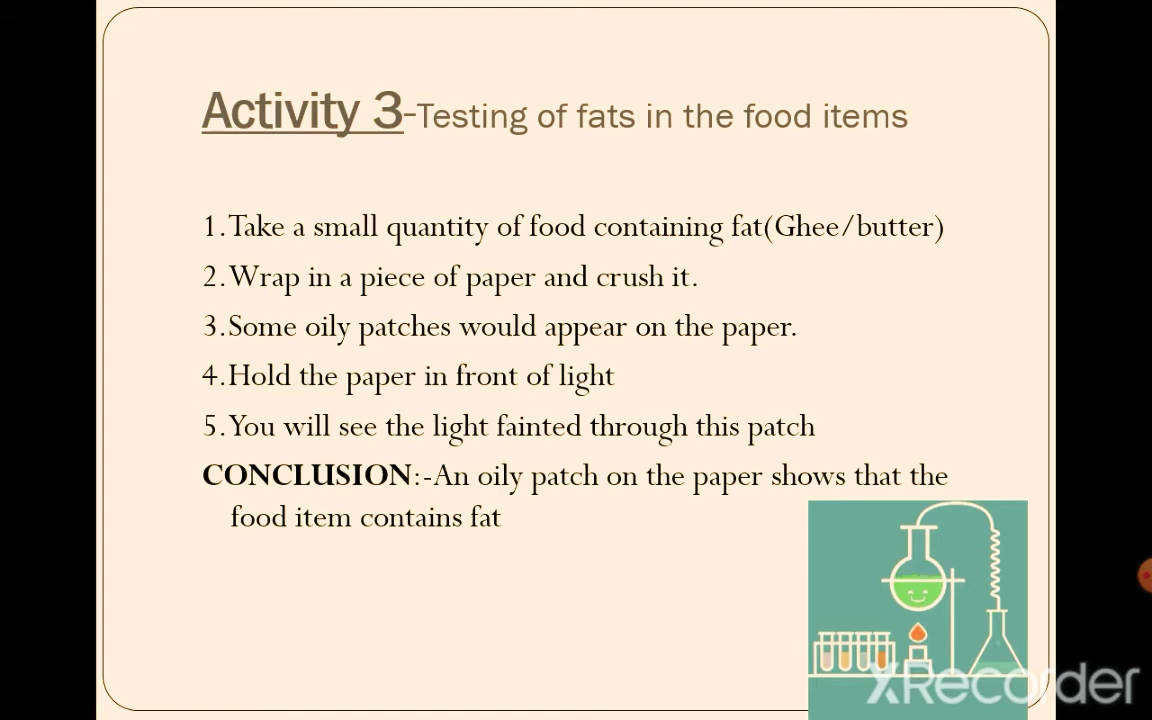 Activity 3-Testing of fats in the food items
1.Take a small quantity of food containing fat(Ghee/butter)
2.Wrap in a piece of paper and crush it.
3.Some oily patches would appear on the paper.
4.Hold the paper in front of light
5.You will see the light fainted through this patch
CONCLUSION:-An oily patch on the paper shows that the
food item contains fat
XRecorder